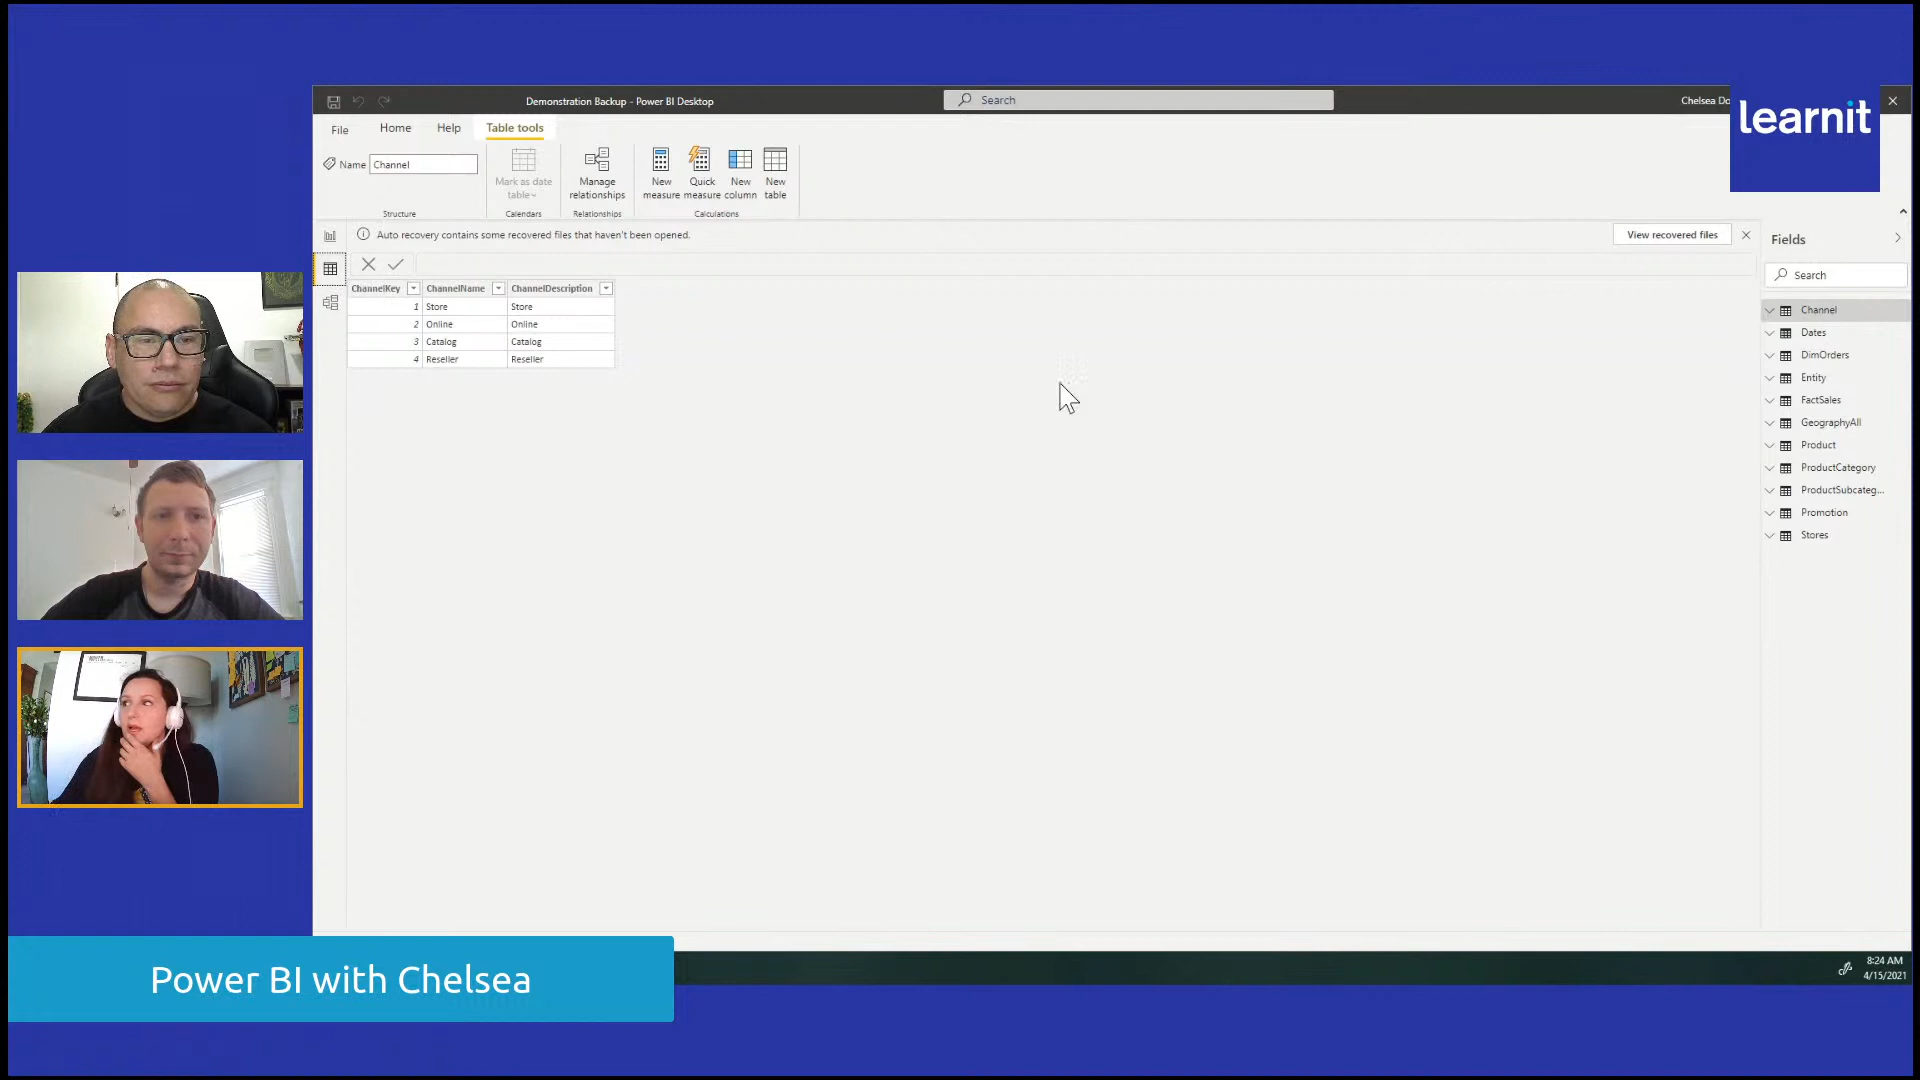 Demonstration Backup - Power BI Desktop
Search
Chelsea Do
learnit
File
Home
Help
Table tools
Name
Channel
Mark as date
table
Manage
relationships
New
measure
Quick
measure
New
column
New
table
Structure
Calendars
Relationships
Calculations
Auto recovery contains some recovered files that haven't been opened.
View recovered files
Fields
Search
ChannelKey ChannelName ChannelDescription
1 Store Store
2 Online Online
3 Catalog Catalog
4 Reseller Reseller
Channel
Dates
DimOrders
Entity
FactSales
GeographyAll
Product
ProductCategory
ProductSubcateg...
Promotion
Stores
Power BI with Chelsea
8:24 AM
4/15/2021